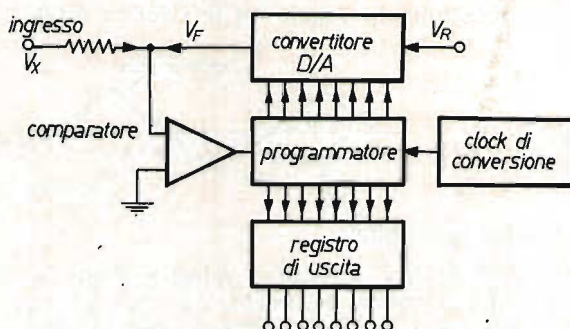 ingresso
V_X
V_F
convertitore
D/A
V_R
comparatore
programmatore
clock di
conversione
registro
di uscita